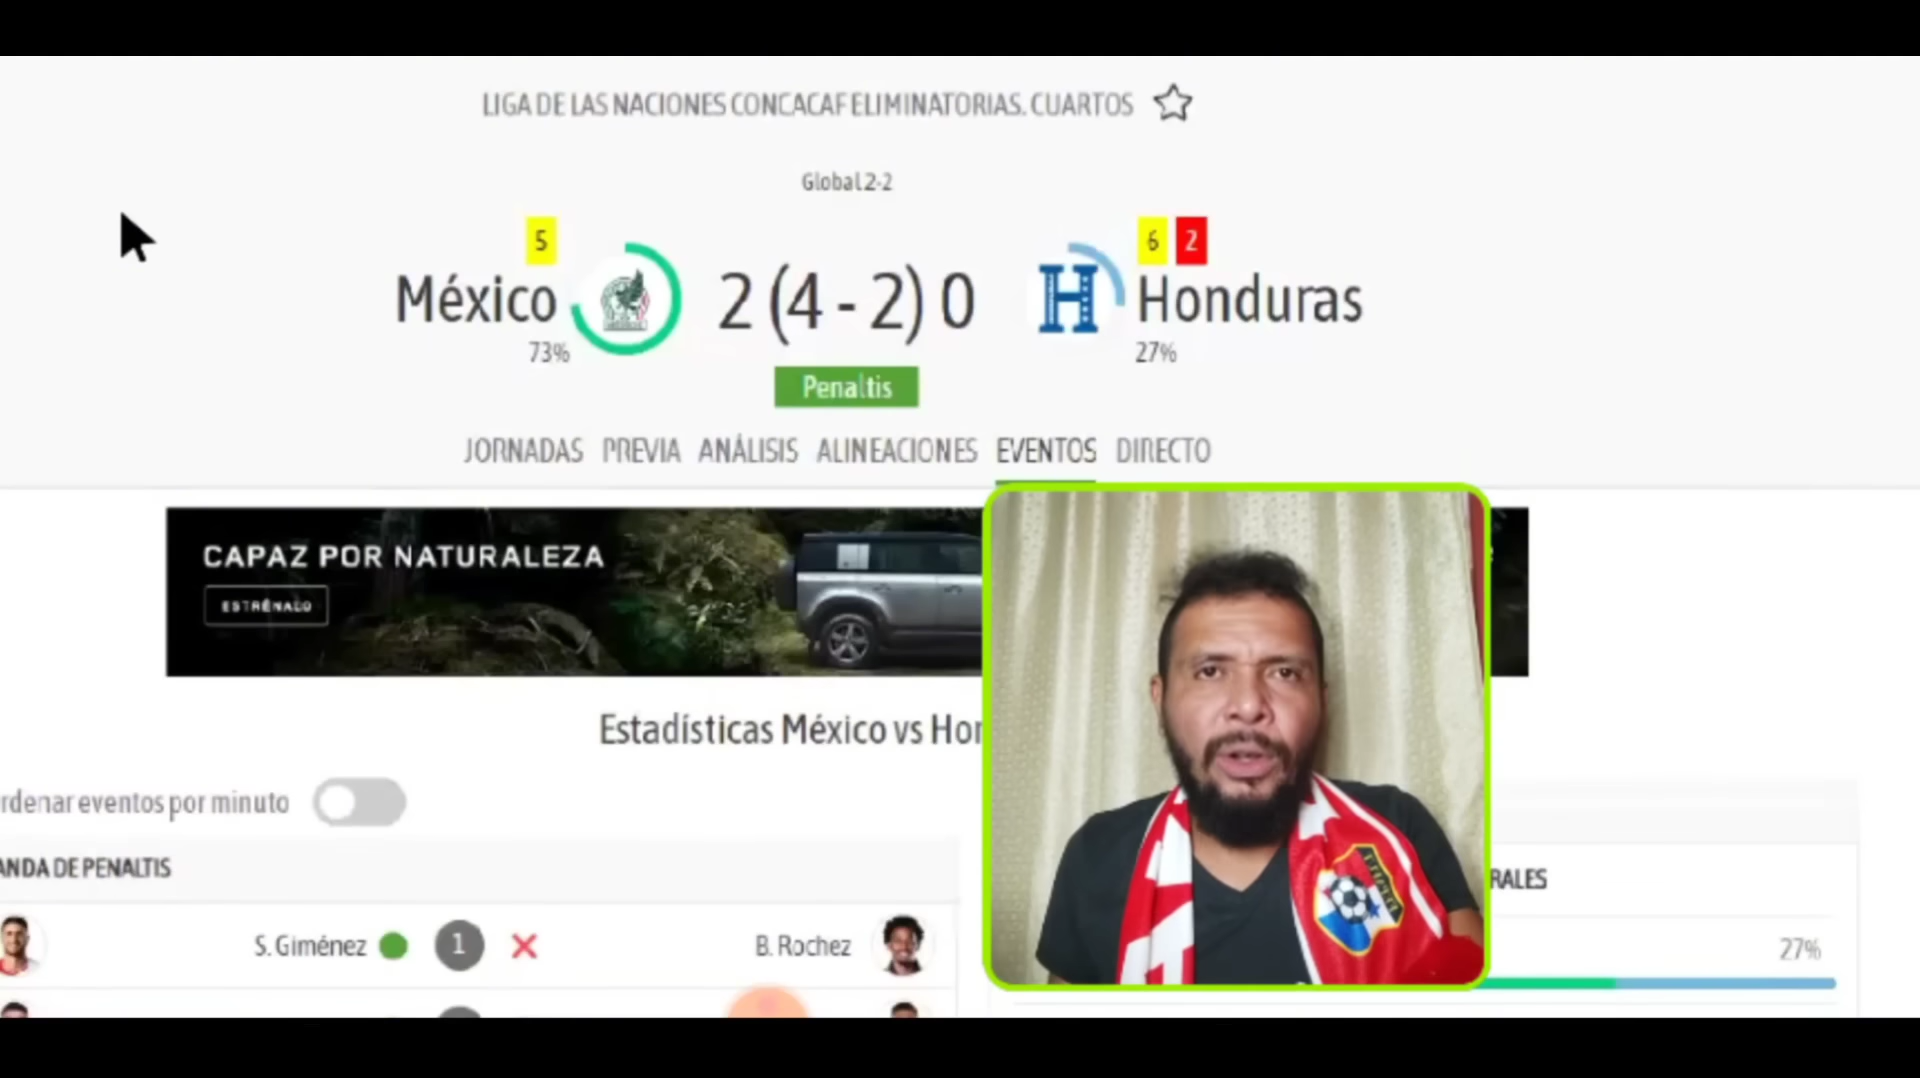 LIGA DE LAS NACIONES CONCACAF ELIMINATORIAS. CUARTOS
Global 2-2
5
6 2
México 2 (4 - 2) 0 H Honduras
73% 27%
Penaltis
JORNADAS PREVIA ANÁLISIS ALINEACIONES EVENTOS DIRECTO
CAPAZ POR NATURALEZA
ESTRÉNALO
Estadísticas México vs Hon
rdenar eventos por minuto
ANDA DE PENALTIS
RALES
S. Giménez 1 B. Rochez
27%